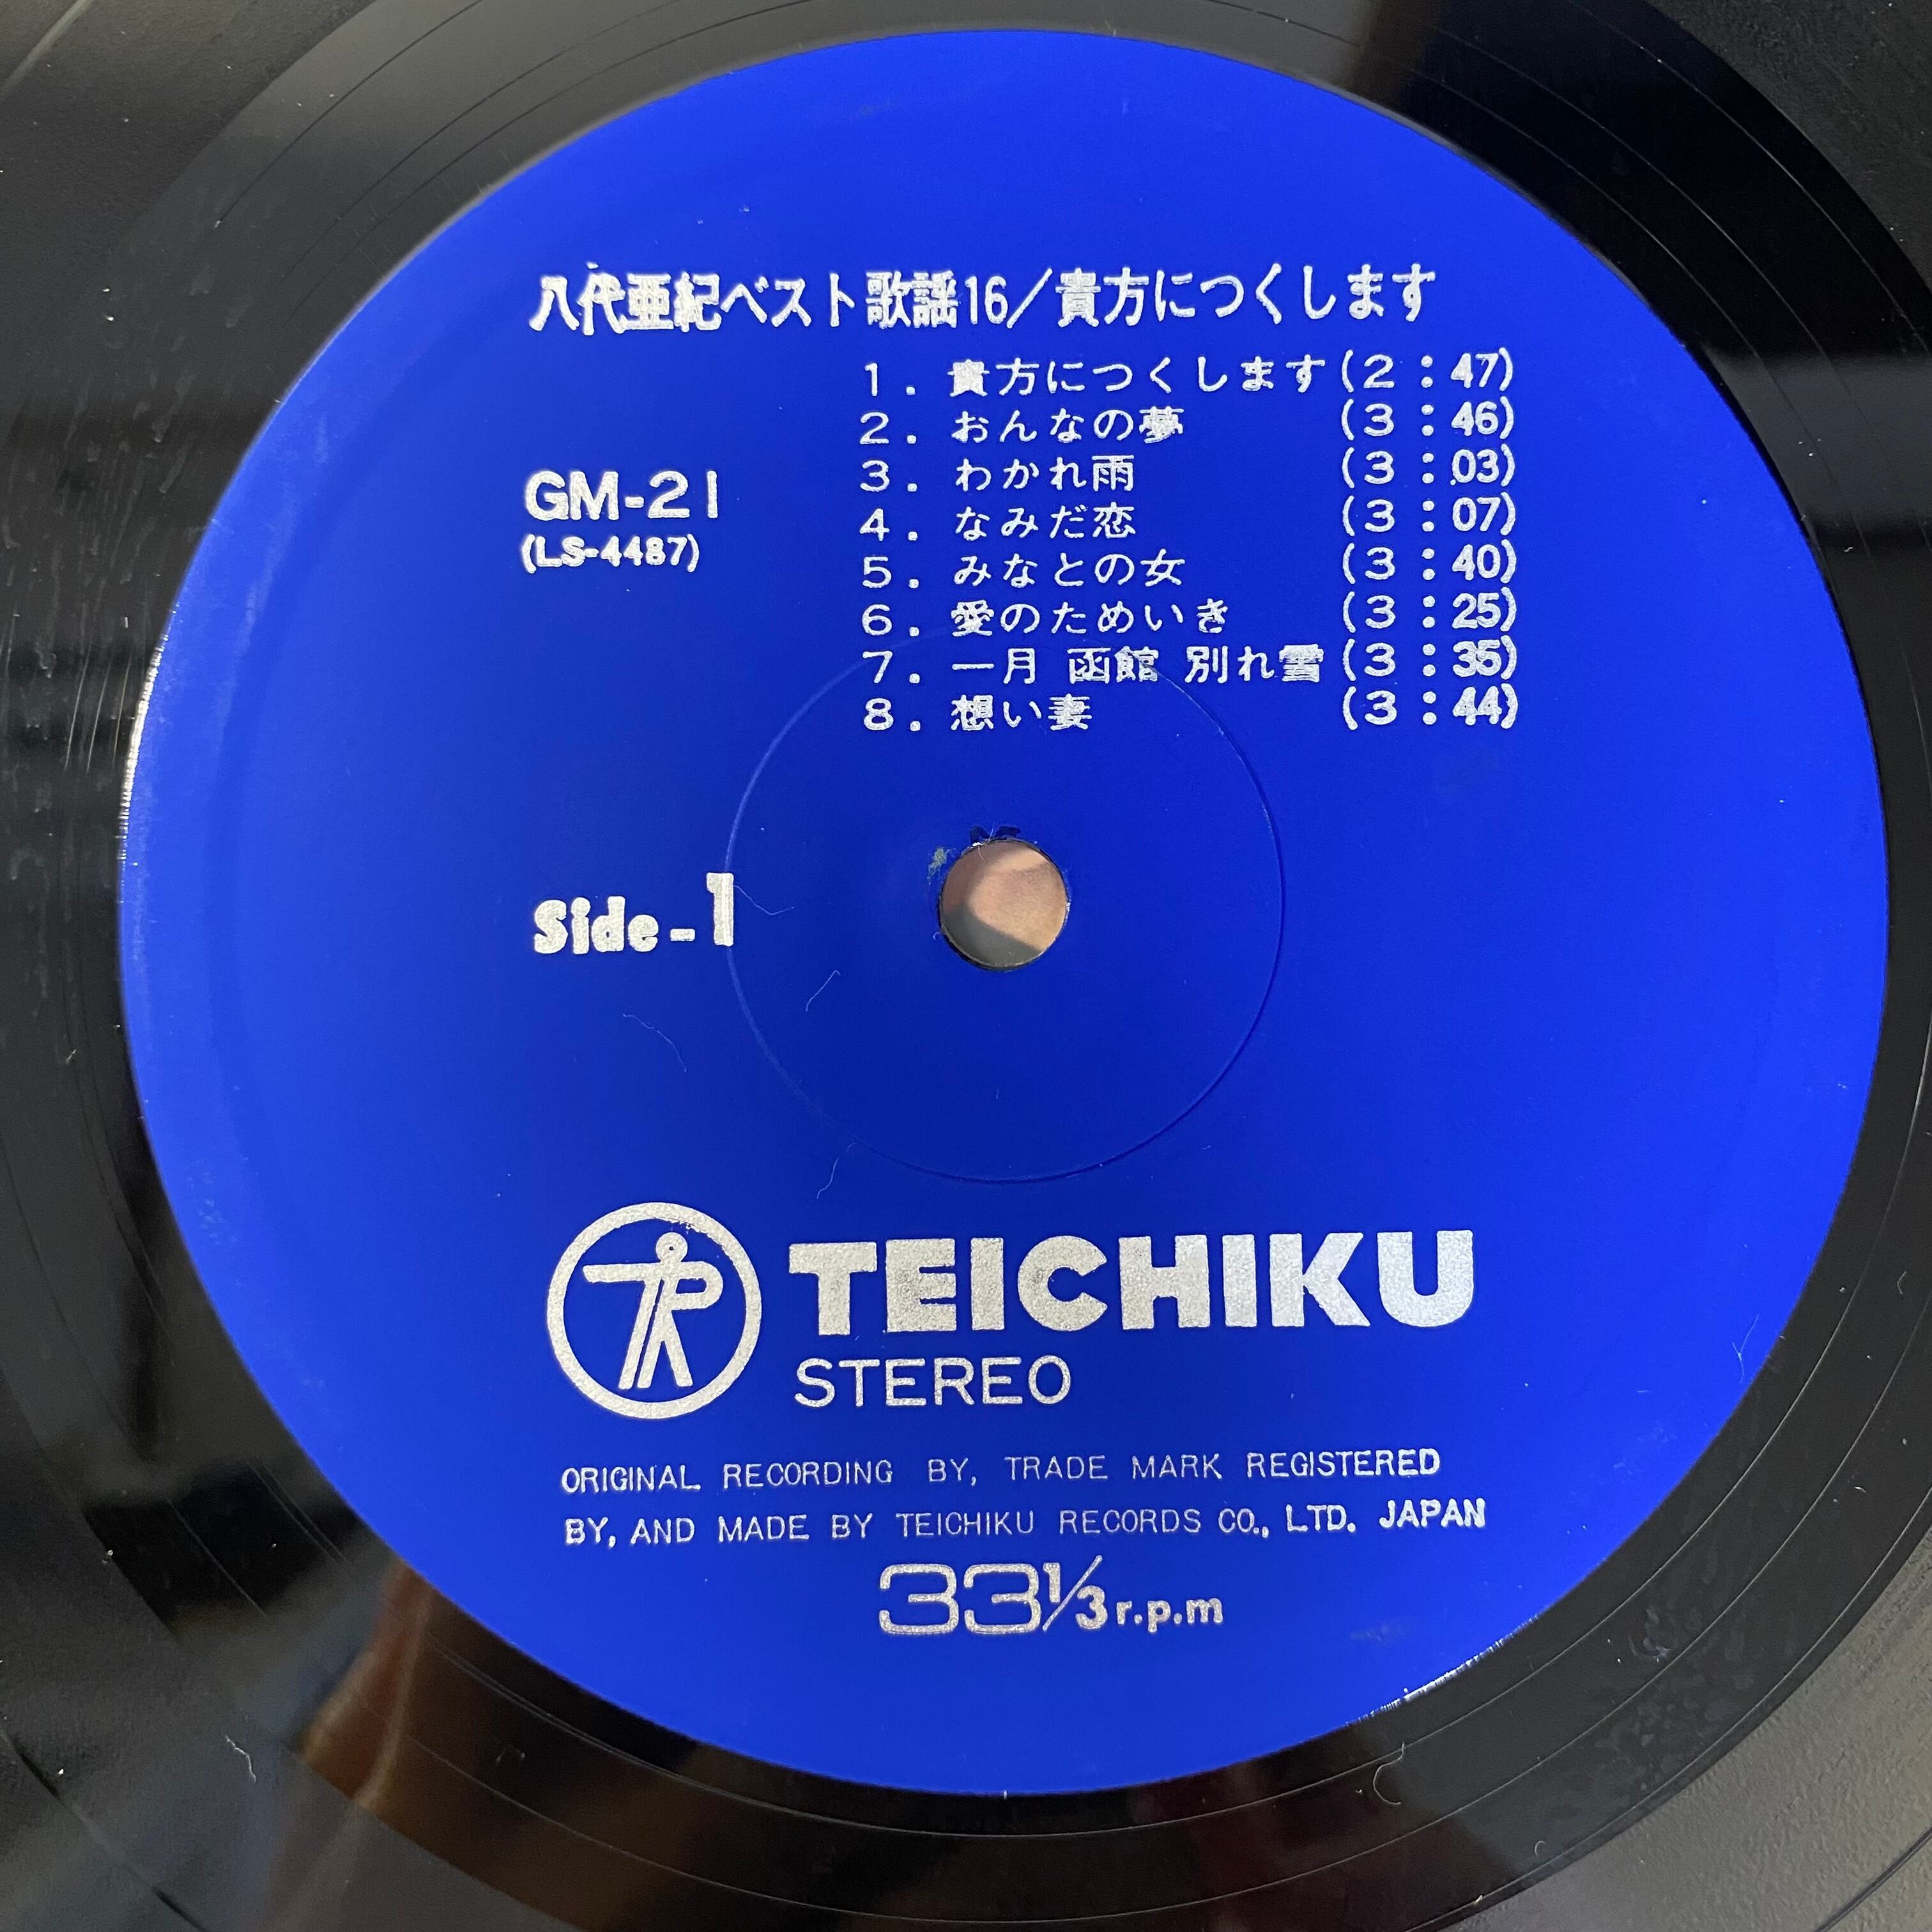 八代亜紀ベスト歌謡16/貴方につくします
1. 貴方につくします (2:47)
2. おんなの夢 (3:46)
3. わかれ雨 (3:03)
4. なみだ恋 (3:07)
5. みなとの女 (3:40)
6. 愛のためいき (3:25)
7. 一月 函館 別れ雪 (3:35)
8. 想い妻 (3:44)
GM-21
(LS-4487)
Side-1
TR
TEICHIKU
STEREO
ORIGINAL RECORDING BY, TRADE MARK REGISTERED
BY, AND MADE BY TEICHIKU RECORDS CO., LTD. JAPAN
33 1/3 r.p.m